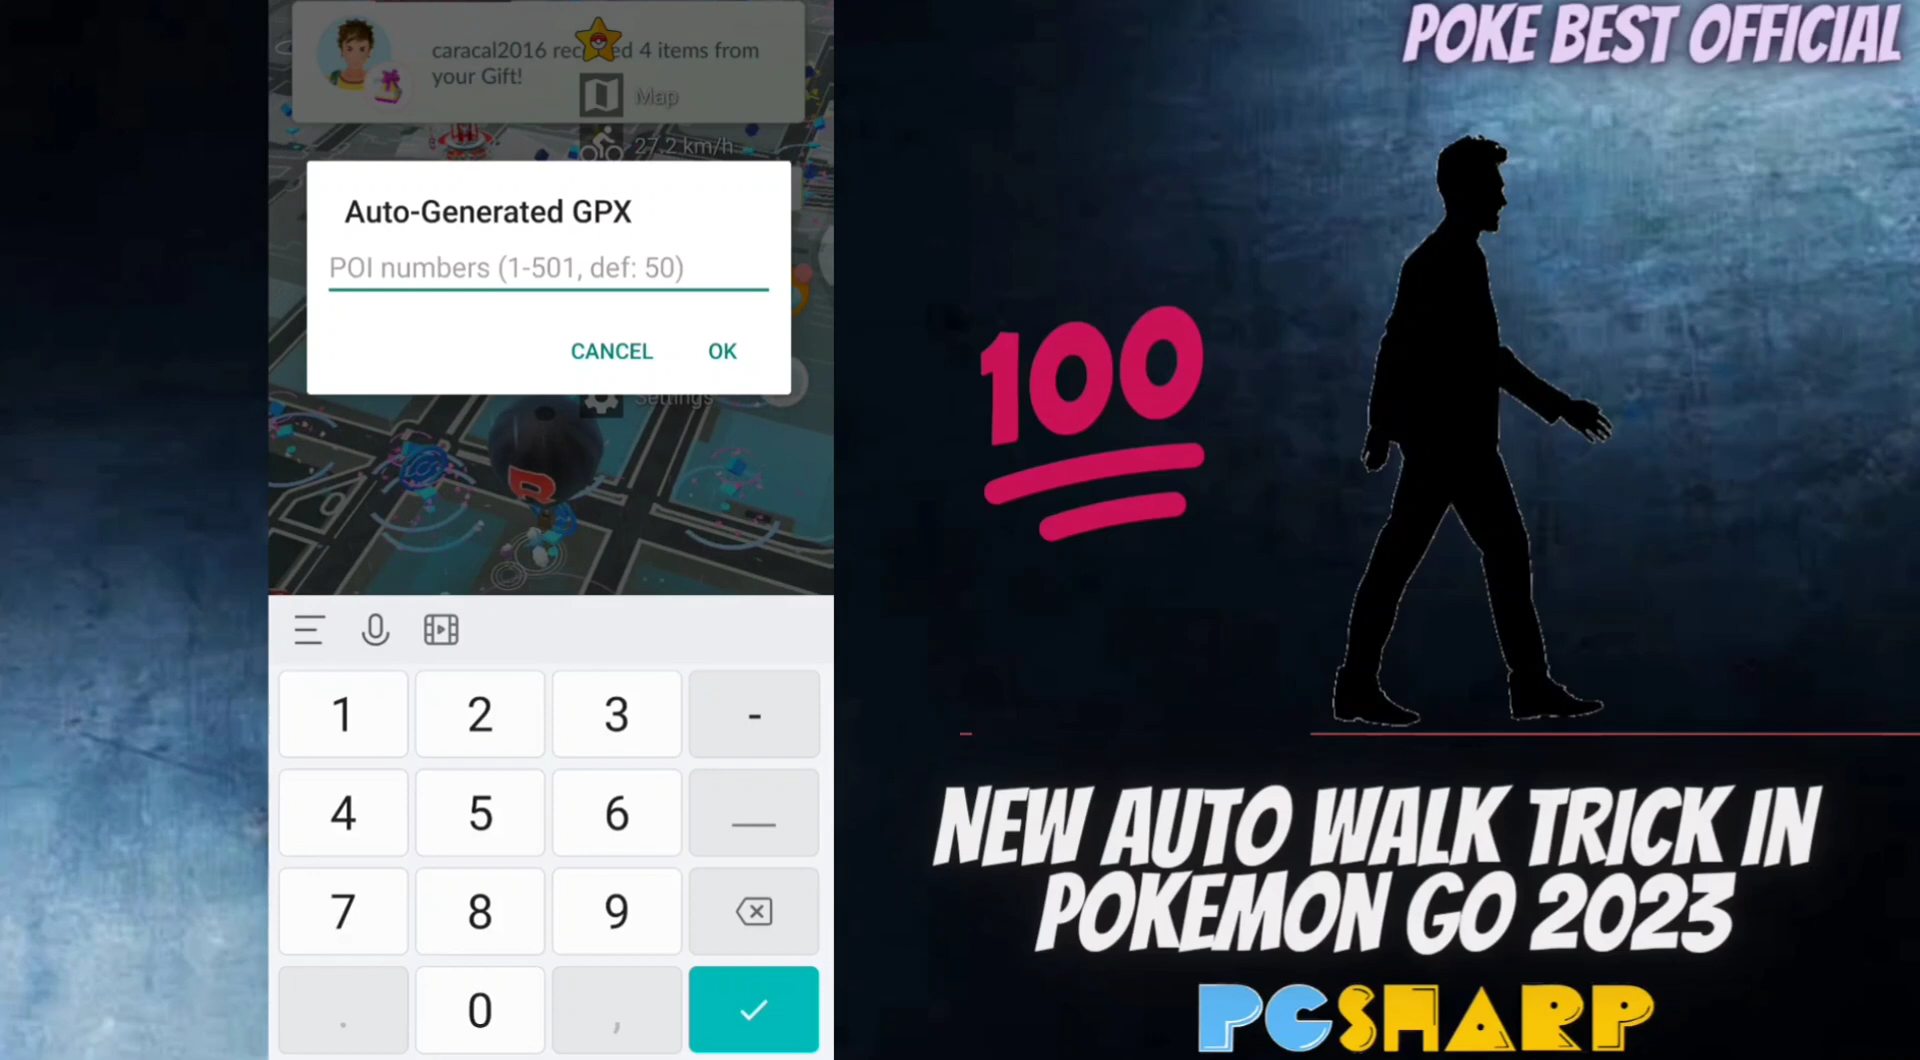 POKE BEST OFFICIAL
caracal2016 rec ed 4 items from
your Gift!
Map
27.2 km/h
Auto-Generated GPX
POI numbers (1-501, def: 50)
CANCEL OK
Settings
R
100
1 2 3 -
4 5 6
7 8 9
. 0 ,
NEW AUTO WALK TRICK IN
POKEMON GO 2023
PGSHARP